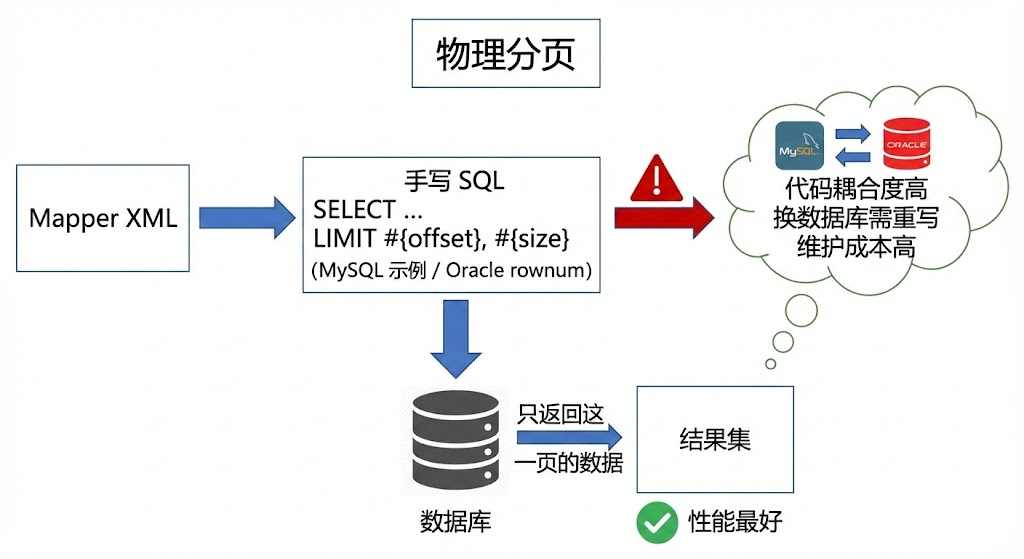 物理分页
Mapper XML
手写 SQL
SELECT ...
LIMIT #{offset}, #{size}
(MySQL 示例 / Oracle rownum)
MySQL
ORACLE
代码耦合度高
换数据库需重写
维护成本高
只返回这
一页的数据
数据库
结果集
性能最好